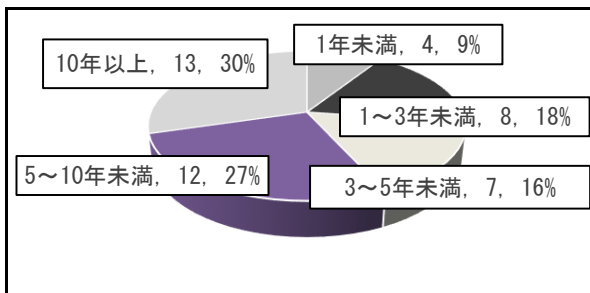 1年未満, 4, 9%
10年以上, 13, 30%
1～3年未満, 8, 18%
5～10年未満, 12, 27%
3～5年未満, 7, 16%